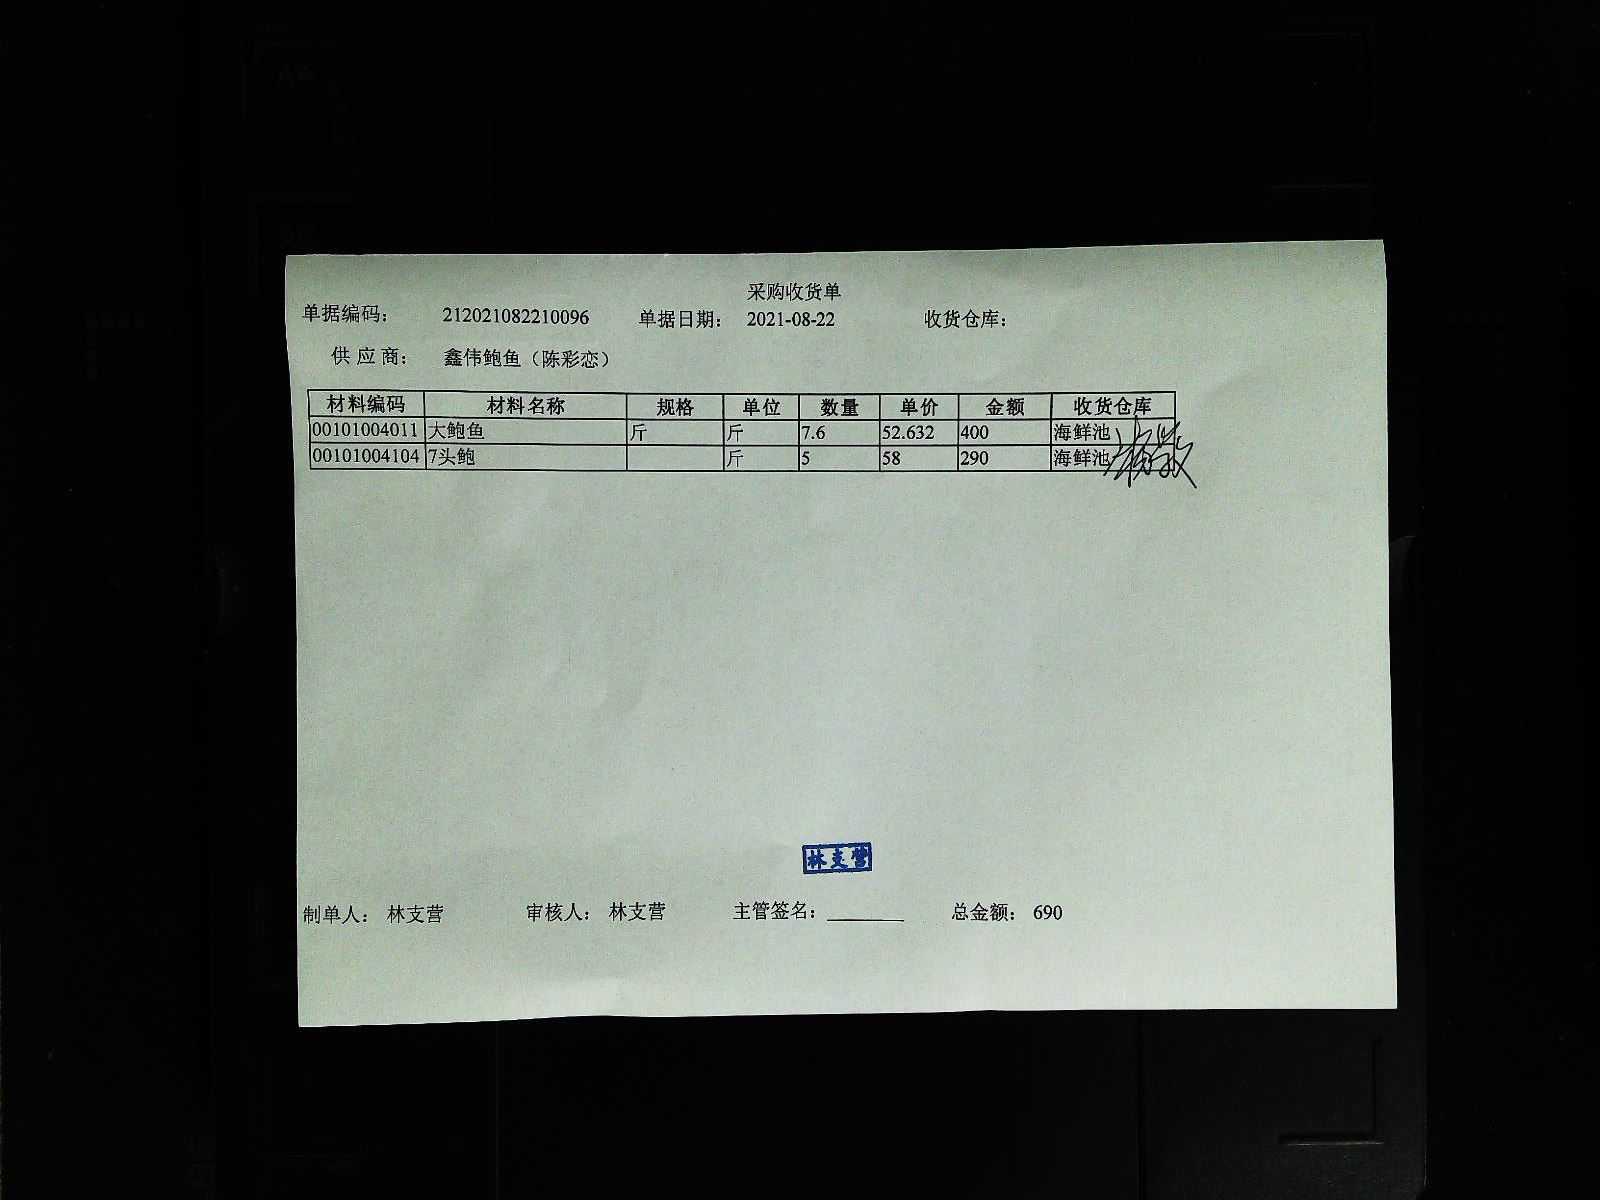 采购收货单
单据编码： 212021082210096 单据日期： 2021-08-22 收货仓库：
供 应 商： 鑫伟鲍鱼（陈彩恋）
材料编码 材料名称 规格 单位 数量 单价 金额 收货仓库
00101004011 大鲍鱼 斤 斤 7.6 52.632 400 海鲜池
00101004104 7头鲍 斤 5 58 290 海鲜池
林支营
制单人： 林支营 审核人： 林支营 主管签名： 总金额： 690